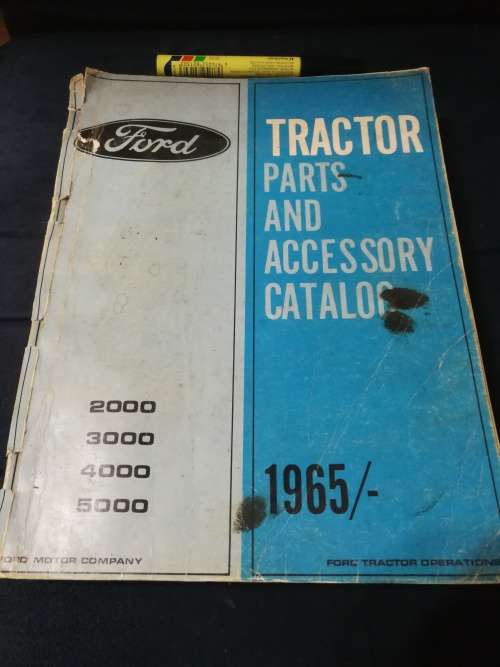 Ford
TRACTOR
PARTS
AND
ACCESSORY
CATALOG
2000
3000
4000
5000
1965/-
FORD MOTOR COMPANY
FORD TRACTOR OPERATIONS